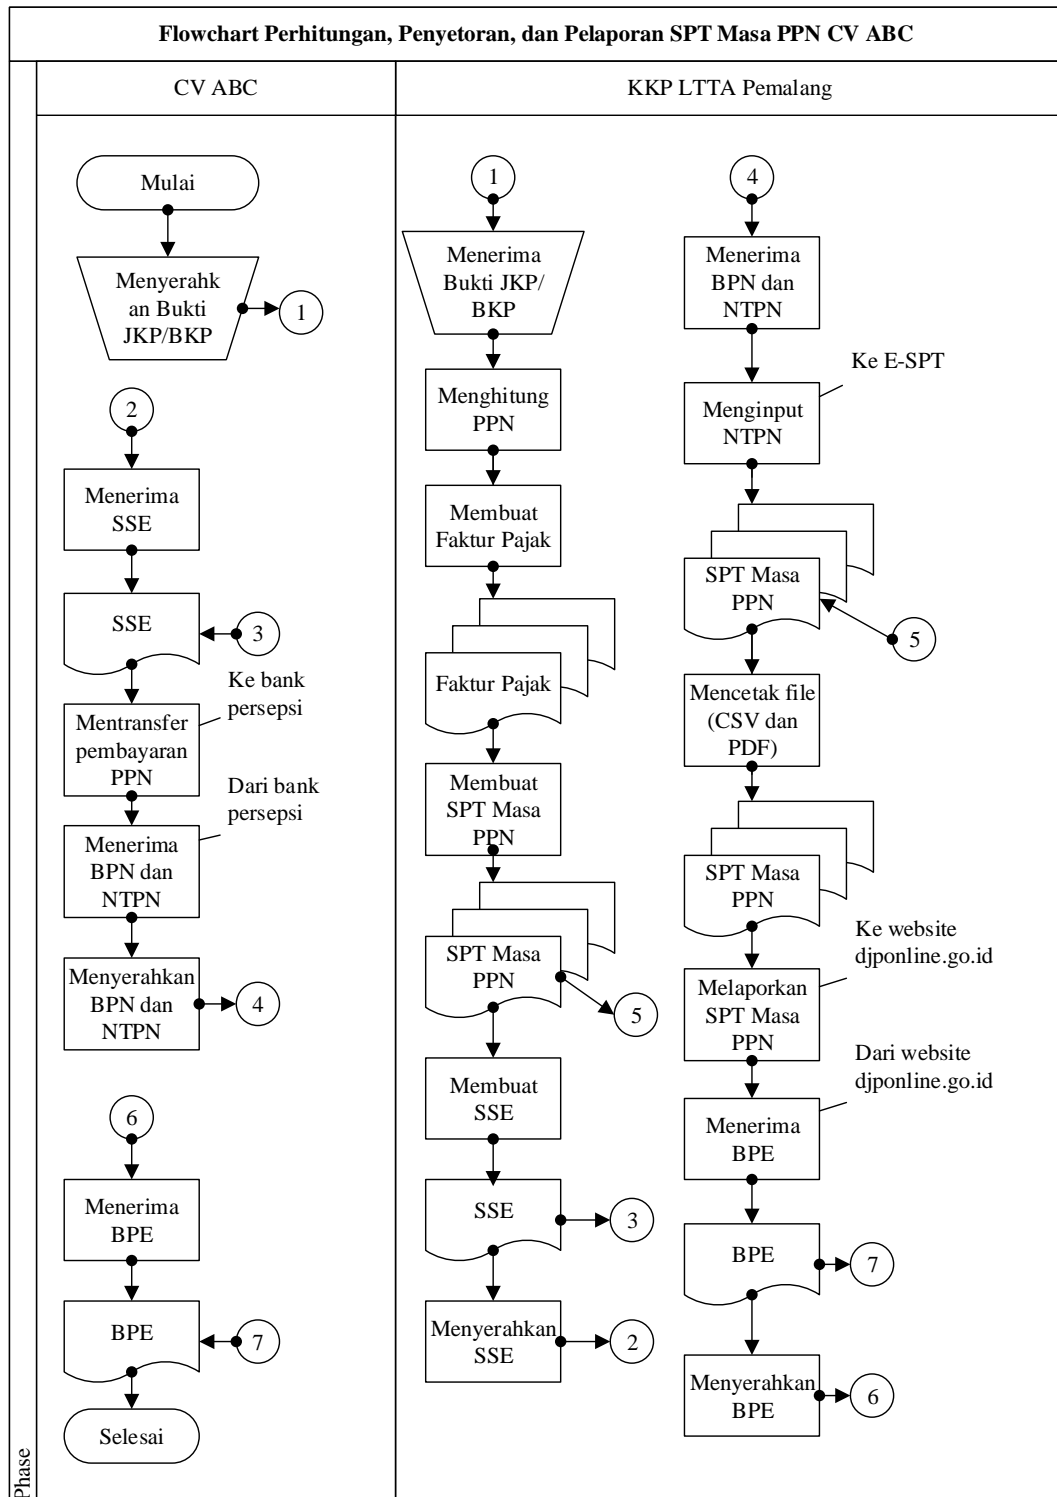 Flowchart Perhitungan, Penyetoran, dan Pelaporan SPT Masa PPN CV ABC
CV ABC
KKP LTTA Pemalang
Phase
Mulai
Menyerahk
an Bukti
JKP/BKP
1
2
Menerima
SSE
SSE
3
Ke bank
persepsi
Mentransfer
pembayaran
PPN
Dari bank
persepsi
Menerima
BPN dan
NTPN
Menyerahkan
BPN dan
NTPN
4
6
Menerima
BPE
BPE
7
Selesai
1
Menerima
Bukti JKP/
BKP
Menghitung
PPN
Membuat
Faktur Pajak
Faktur Pajak
Membuat
SPT Masa
PPN
SPT Masa
PPN
5
Membuat
SSE
SSE
3
Menyerahkan
SSE
2
4
Menerima
BPN dan
NTPN
Ke E-SPT
Menginput
NTPN
SPT Masa
PPN
5
Mencetak file
(CSV dan
PDF)
SPT Masa
PPN
Ke website
djponline.go.id
Melaporkan
SPT Masa
PPN
Dari website
djponline.go.id
Menerima
BPE
BPE
7
Menyerahkan
BPE
6